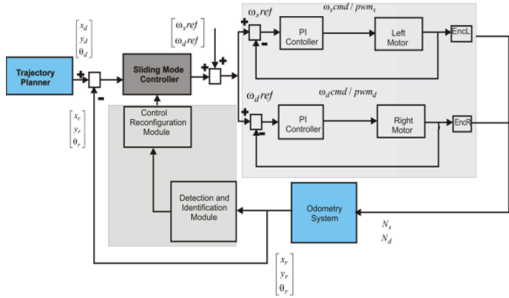 x_d
y_d
θ_d
ω_s ref
ω_d ref
ω_s ref
ω_s cmd / pwm_s
PI
Contoller
Left
Motor
EncL
Trajectory
Planner
Sliding Mode
Controller
ω_d ref
ω_d cmd / pwm_d
PI
Controller
Right
Motor
EncR
x_r
y_r
θ_r
Control
Reconfiguration
Module
Detection and
Identification
Module
Odometry
System
N_s
N_d
x_r
y_r
θ_r